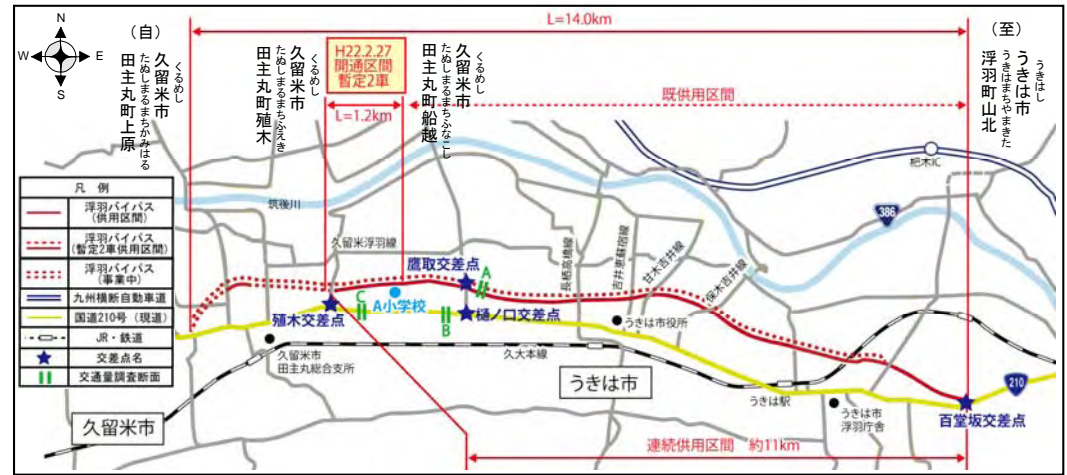 L=14.0km
N
W
E
S
(自)
久留米市
くるめし
田主丸町上原
たぬしまるまちかみはる
久留米市
くるめし
田主丸町殖木
たぬしまるまちふえき
H22.2.27
開通区間
暫定2車
L=1.2km
久留米市
くるめし
田主丸町船越
たぬしまるまちふなこし
既供用区間
(至)
うきは市
うきはし
浮羽町山北
うきはまちやまきた
凡 例
浮羽バイパス
(供用区間)
浮羽バイパス
(暫定2車供用区間)
浮羽バイパス
(事業中)
九州横断自動車道
国道210号(現道)
JR・鉄道
交差点名
交通量調査断面
杷木IC
386
筑後川
久留米浮羽線
鷹取交差点
A
長栖高橋線
吉井恵蘇宿線
甘木吉井線
保木吉井線
A小学校
C
殖木交差点
B
樋ノ口交差点
うきは市役所
久留米市
田主丸総合支所
久大本線
うきは市
うきは駅
うきは市
浮羽庁舎
210
百堂坂交差点
久留米市
連続供用区間 約11km